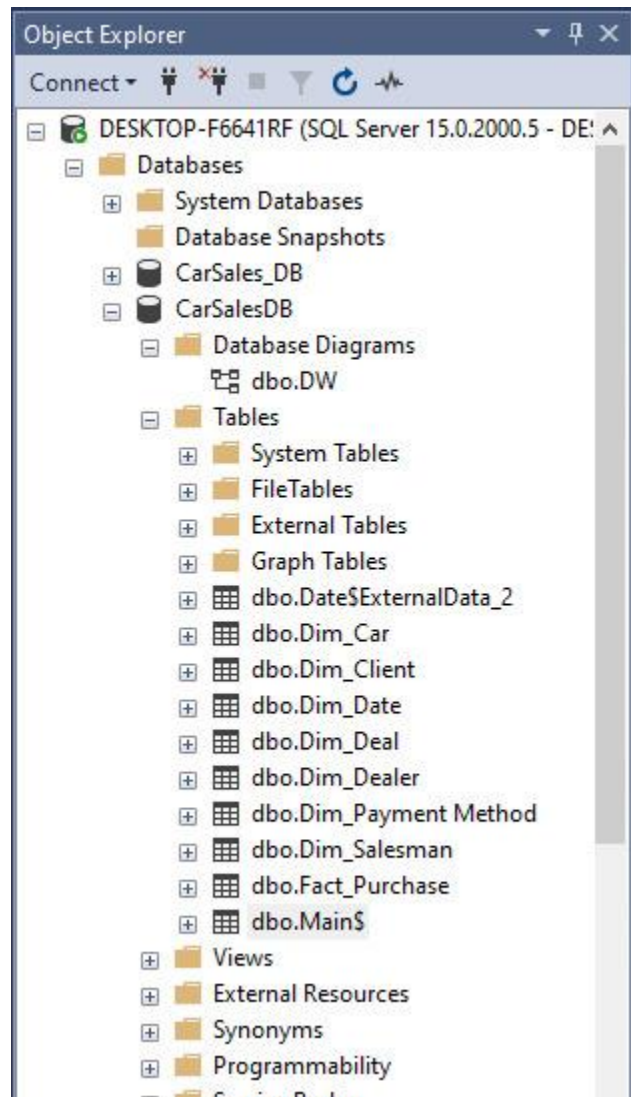 Object Explorer
Connect
DESKTOP-F6641RF (SQL Server 15.0.2000.5 - DE
Databases
System Databases
Database Snapshots
CarSales_DB
CarSalesDB
Database Diagrams
dbo.DW
Tables
System Tables
FileTables
External Tables
Graph Tables
dbo.Date$ExternalData_2
dbo.Dim_Car
dbo.Dim_Client
dbo.Dim_Date
dbo.Dim_Deal
dbo.Dim_Dealer
dbo.Dim_Payment Method
dbo.Dim_Salesman
dbo.Fact_Purchase
dbo.Main$
Views
External Resources
Synonyms
Programmability